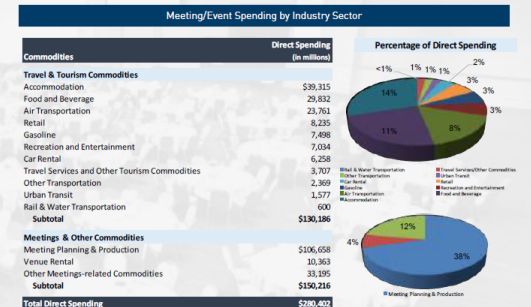 Meeting/Event Spending by Industry Sector
Commodities Direct Spending (in millions)
Travel & Tourism Commodities
Accommodation $39,315
Food and Beverage 29,832
Air Transportation 23,761
Retail 8,235
Gasoline 7,498
Recreation and Entertainment 7,034
Car Rental 6,258
Travel Services and Other Tourism Commodities 3,707
Other Transportation 2,369
Urban Transit 1,577
Rail & Water Transportation 600
Subtotal $130,186
Meetings & Other Commodities
Meeting Planning & Production $106,658
Venue Rental 10,363
Other Meetings-related Commodities 33,195
Subtotal $150,216
Total Direct Spending $280,402
Percentage of Direct Spending
<1% 1% 1% 1% 2%
3%
3%
3%
14%
11%
8%
Rail & Water Transportation Travel Services/Other Commodities
Other Transportation Urban Transit
Car Rental Retail
Gasoline Recreation and Entertainment
Air Transportation Food and Beverage
Accommodation
12%
4%
38%
Meeting Planning & Production